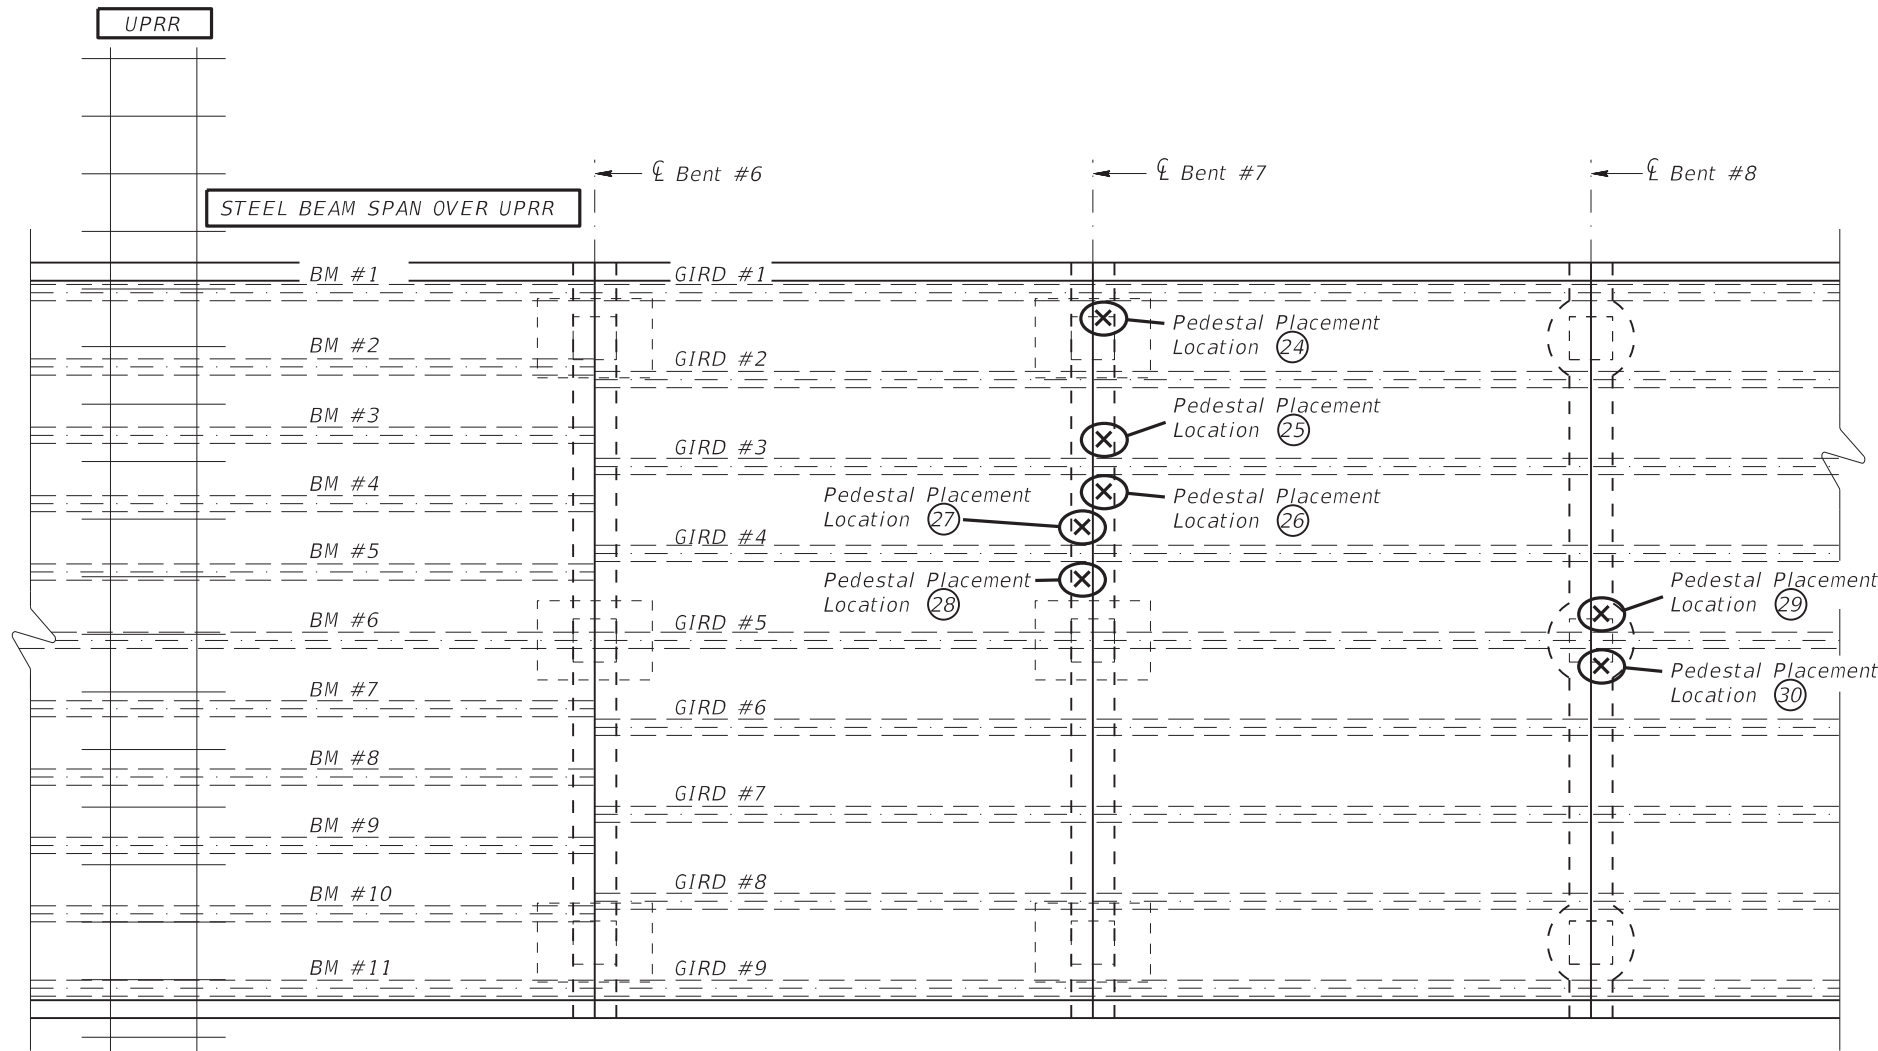 UPRR
℄ Bent #6
℄ Bent #7
℄ Bent #8
STEEL BEAM SPAN OVER UPRR
BM #1
GIRD #1
Pedestal Placement
Location 24
BM #2
GIRD #2
BM #3
Pedestal Placement
Location 25
GIRD #3
BM #4
Pedestal Placement
Location 27
Pedestal Placement
Location 26
GIRD #4
BM #5
Pedestal Placement
Location 28
Pedestal Placement
Location 29
BM #6
GIRD #5
Pedestal Placement
Location 30
BM #7
GIRD #6
BM #8
GIRD #7
BM #9
GIRD #8
BM #10
BM #11
GIRD #9